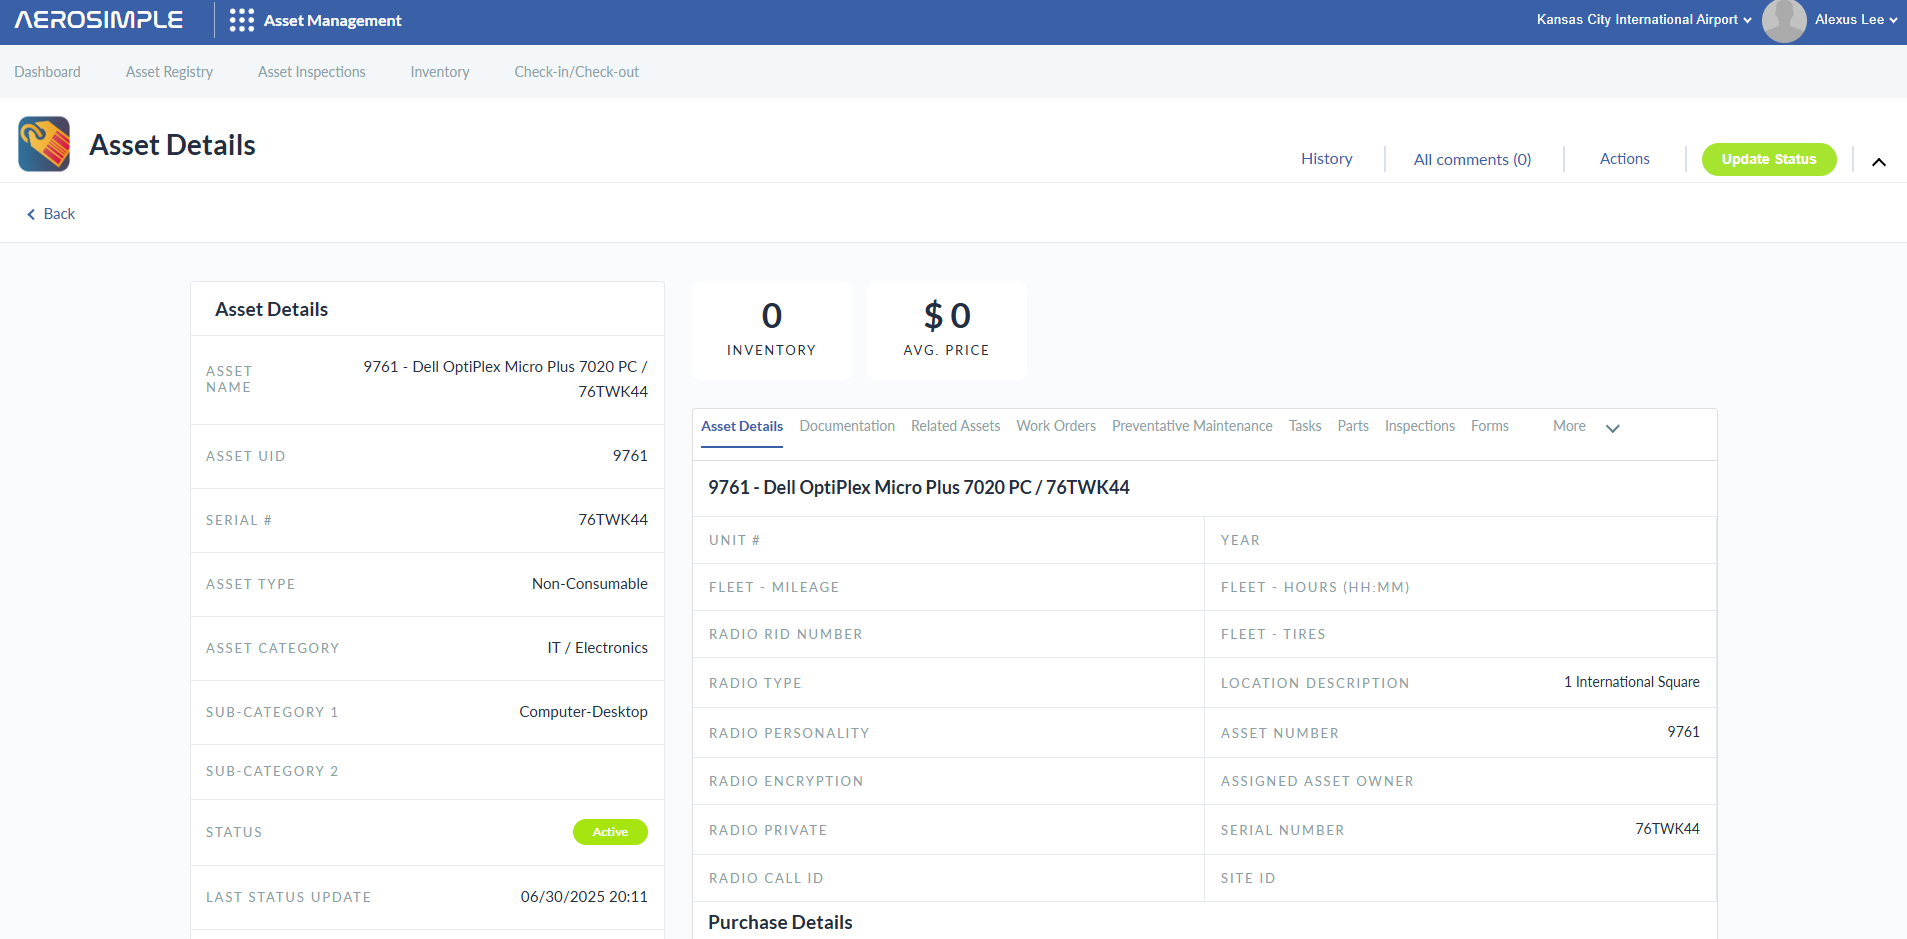 AEROSIMPLE
Asset Management
Kansas City International Airport
Alexus Lee
Dashboard Asset Registry Asset Inspections Inventory Check-in/Check-out
Asset Details
History All comments (0) Actions Update Status
Back
Asset Details
ASSET NAME
9761 - Dell OptiPlex Micro Plus 7020 PC /
76TWK44
ASSET UID 9761
SERIAL # 76TWK44
ASSET TYPE Non-Consumable
ASSET CATEGORY IT / Electronics
SUB-CATEGORY 1 Computer-Desktop
SUB-CATEGORY 2
STATUS Active
LAST STATUS UPDATE 06/30/2025 20:11
0
INVENTORY
$ 0
AVG. PRICE
Asset Details Documentation Related Assets Work Orders Preventative Maintenance Tasks Parts Inspections Forms More
9761 - Dell OptiPlex Micro Plus 7020 PC / 76TWK44
UNIT # YEAR
FLEET - MILEAGE FLEET - HOURS (HH:MM)
RADIO RID NUMBER FLEET - TIRES
RADIO TYPE LOCATION DESCRIPTION 1 International Square
RADIO PERSONALITY ASSET NUMBER 9761
RADIO ENCRYPTION ASSIGNED ASSET OWNER
RADIO PRIVATE SERIAL NUMBER 76TWK44
RADIO CALL ID SITE ID
Purchase Details